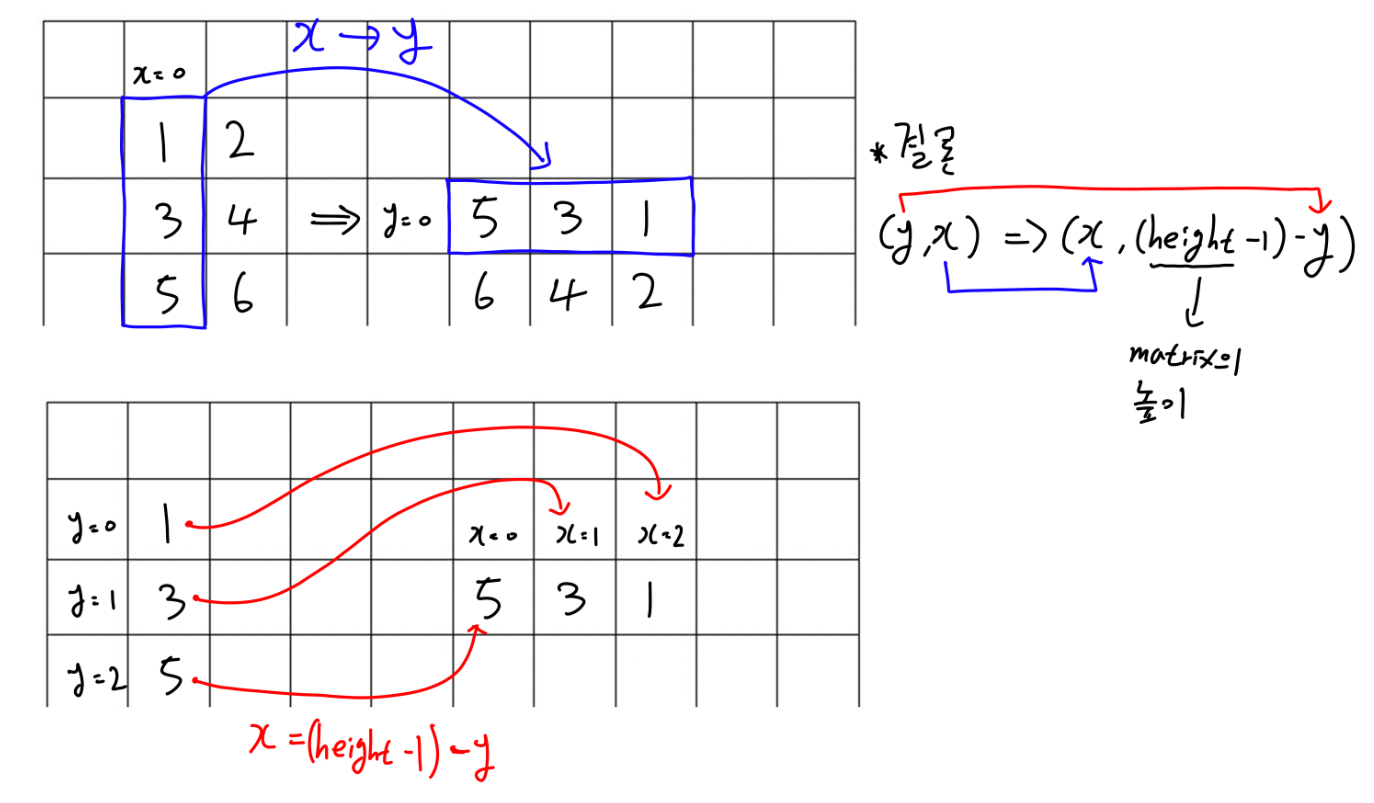 x → y
x=0
1 2
3 4 ⇒ y=0 5 3 1
5 6 6 4 2
*결론
(y,x) => (x,(height-1)-y)
matrix의
높이
y=0 1 x=0 x=1 x=2
y=1 3 5 3 1
y=2 5
x=(height-1)-y